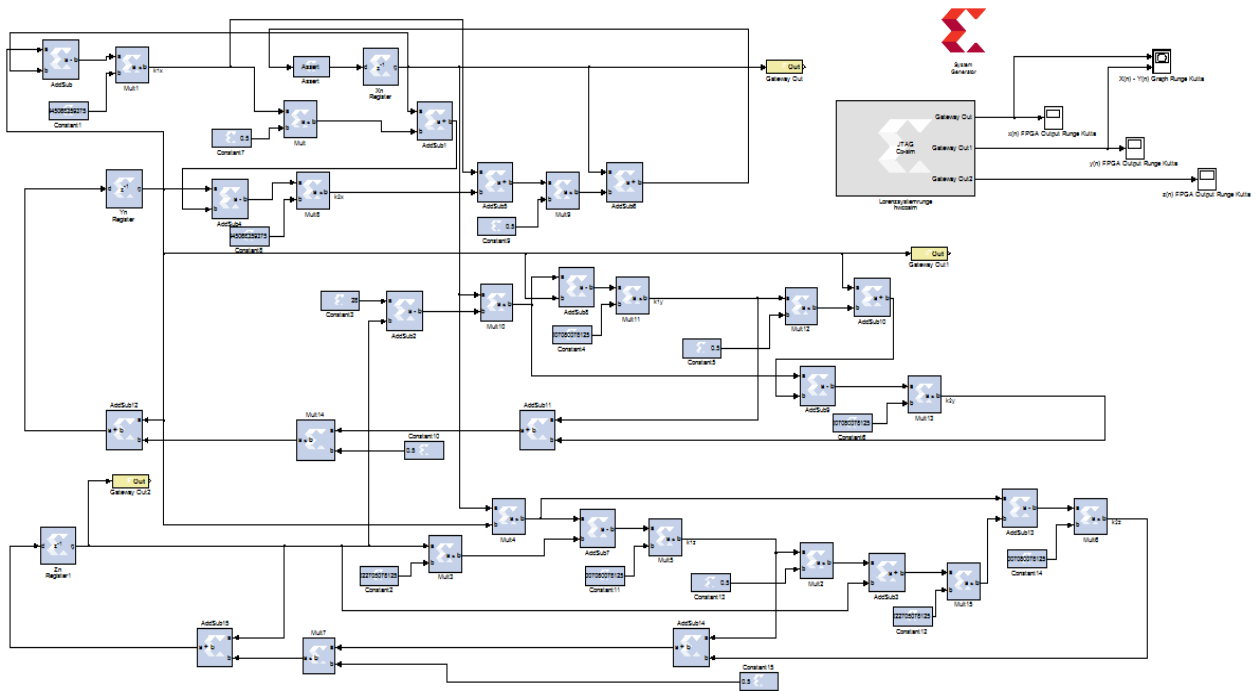 System
Generator
X(n) - Y(n) Graph Runge Kutta
AddSub
Mult1
k1x
Assert
Assert
Xn
Register
Out
Gateway Out
Constant1
0.5
Constant7
Mult
AddSub1
JTAG
Co-sim
Gateway Out
Gateway Out1
Gateway Out2
x(n) FPGA Output Runge Kutta
y(n) FPGA Output Runge Kutta
z(n) FPGA Output Runge Kutta
Yn
Register
AddSub4
Mult8
k2x
AddSub5
Mult9
AddSub6
0.5
Constant9
Out
Gateway Out1
Constant3
AddSub2
Mult10
AddSub8
Mult11
k1y
Constant4
Mult12
AddSub10
0.5
Constant5
AddSub9
Mult13
k2y
Constant6
AddSub12
Mult14
0.5
Constant10
AddSub11
Out
Gateway Out2
Zn
Register1
Mult3
Constant2
Mult4
AddSub7
Mult5
k1z
Constant11
0.5
Constant13
Mult2
AddSub3
Mult15
Constant12
AddSub13
Mult6
k2z
Constant14
AddSub15
Mult7
AddSub14
0.5
Constant15